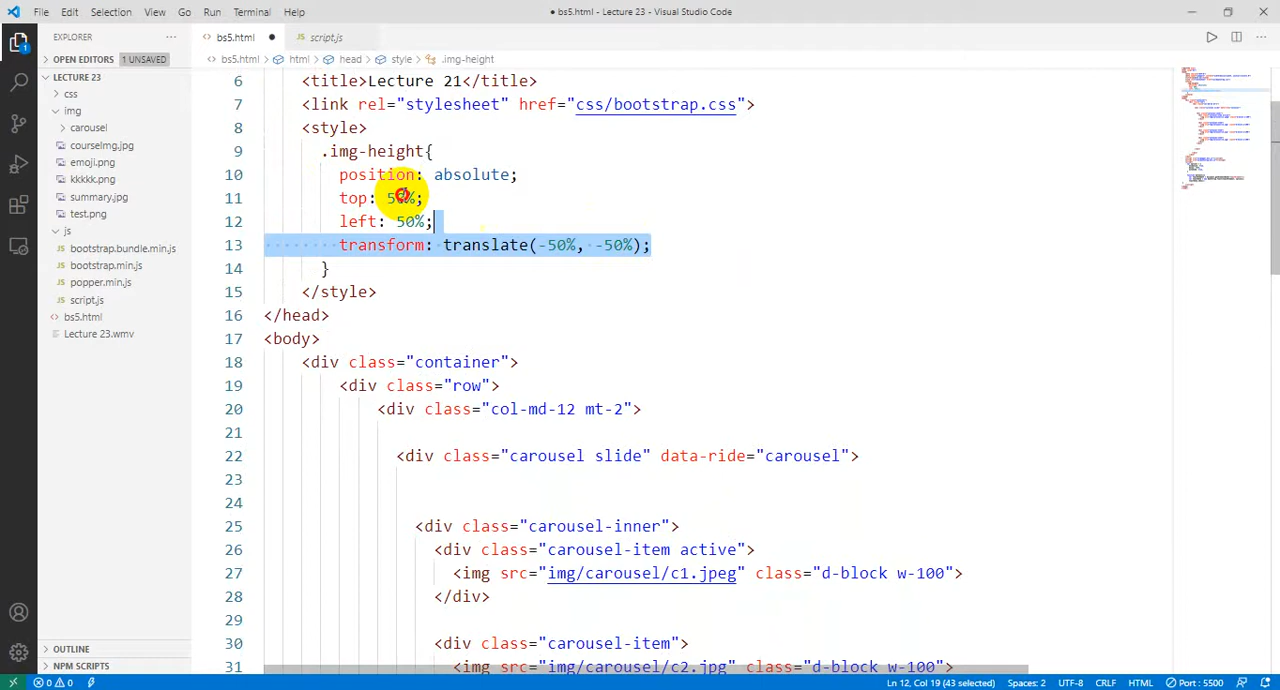 File Edit Selection View Go Run Terminal Help
● bs5.html - Lecture 23 - Visual Studio Code
EXPLORER
OPEN EDITORS 1 UNSAVED
LECTURE 23
css
img
carousel
courseImg.jpg
emoji.png
kkkkk.png
summary.jpg
test.png
js
bootstrap.bundle.min.js
bootstrap.min.js
popper.min.js
script.js
bs5.html
Lecture 23.wmv
OUTLINE
NPM SCRIPTS
bs5.html ● script.js
bs5.html > html > head > style > .img-height
6 <title>Lecture 21</title>
7 <link rel="stylesheet" href="css/bootstrap.css">
8 <style>
9 .img-height{
10 position: absolute;
11 top: 50%;
12 left: 50%;
13 transform: translate(-50%, -50%);
14 }
15 </style>
16 </head>
17 <body>
18 <div class="container">
19 <div class="row">
20 <div class="col-md-12 mt-2">
21
22 <div class="carousel slide" data-ride="carousel">
23
24
25 <div class="carousel-inner">
26 <div class="carousel-item active">
27 <img src="img/carousel/c1.jpeg" class="d-block w-100">
28 </div>
29
30 <div class="carousel-item">
31 <img src="img/carousel/c2.jpg" class="d-block w-100">
0 0 Ln 12, Col 19 (43 selected) Spaces: 2 UTF-8 CRLF HTML Port : 5500